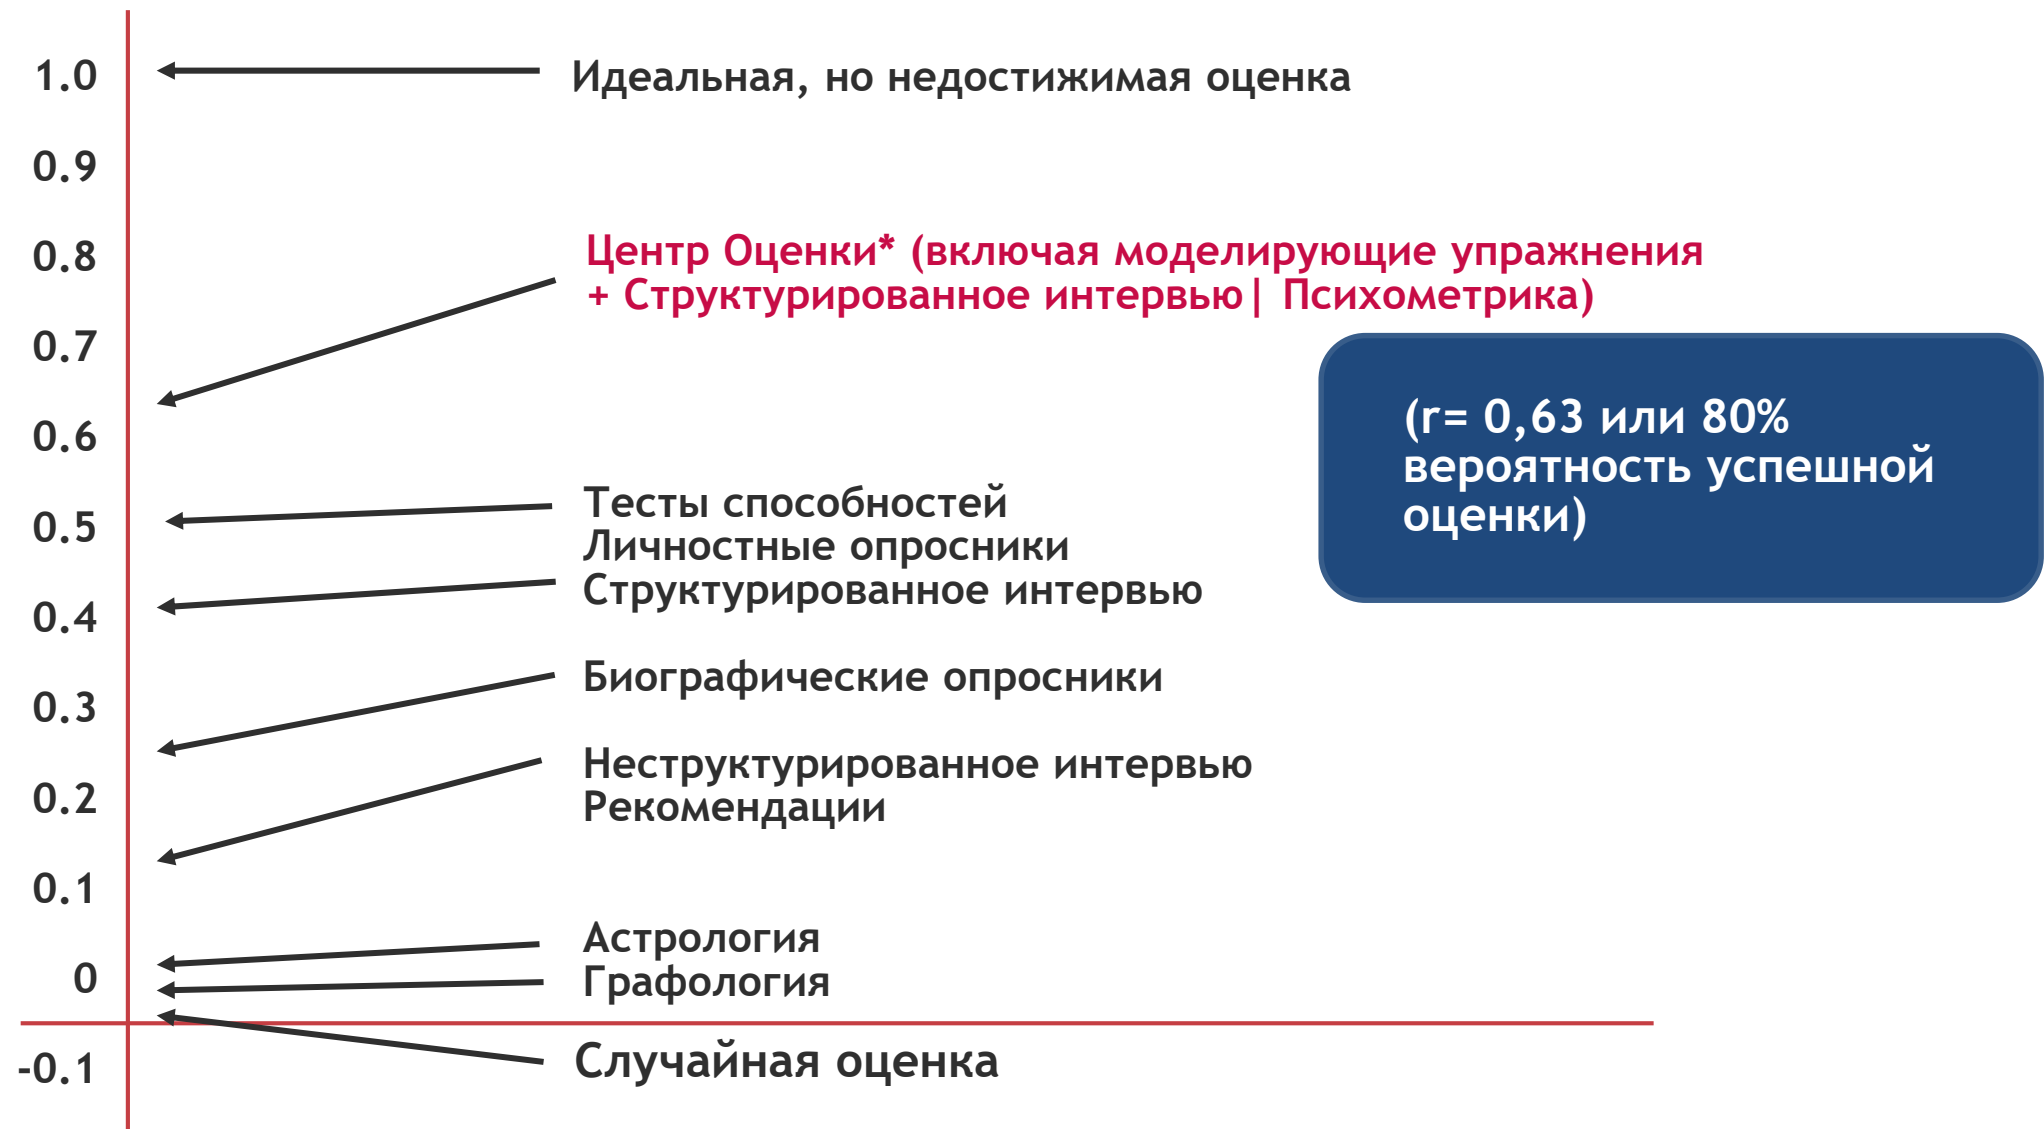 1.0
Идеальная, но недостижимая оценка
0.9
0.8
Центр Оценки* (включая моделирующие упражнения
+ Структурированное интервью| Психометрика)
0.7
(r= 0,63 или 80%
вероятность успешной
оценки)
0.6
0.5
Тесты способностей
Личностные опросники
Структурированное интервью
0.4
Биографические опросники
0.3
Неструктурированное интервью
Рекомендации
0.2
0.1
Астрология
Графология
0
Случайная оценка
-0.1